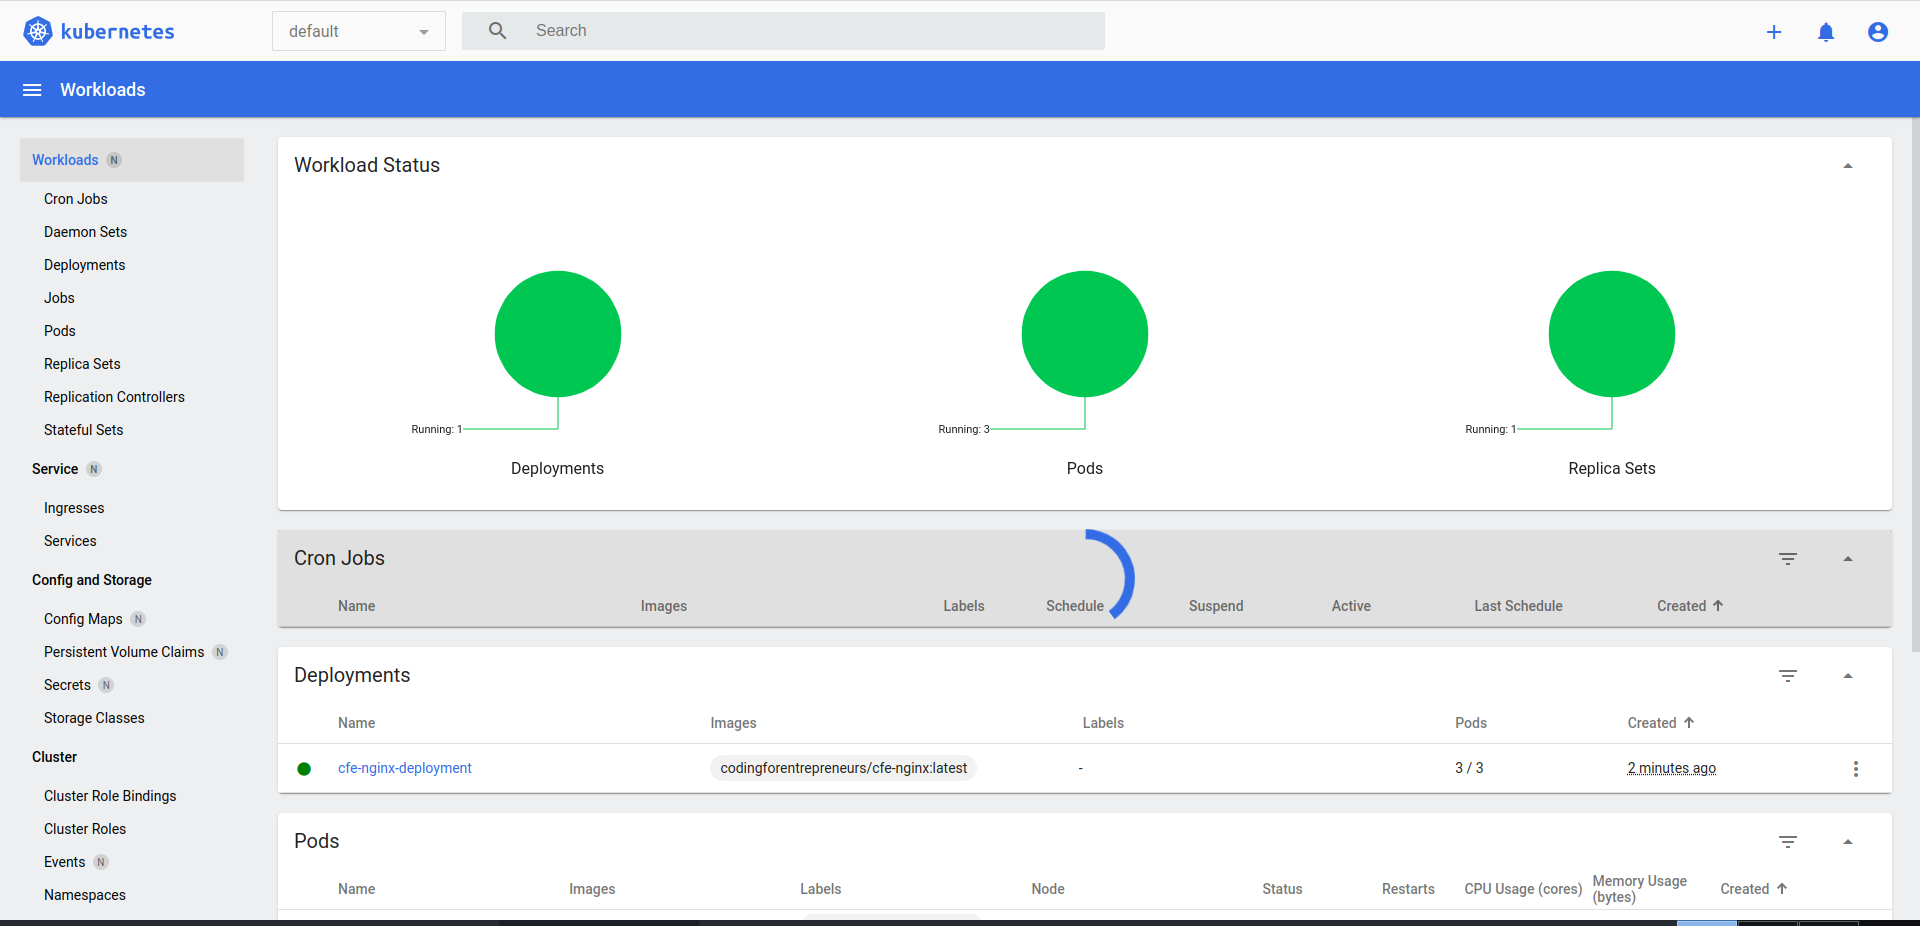 kubernetes
default
Search
Workloads
Workloads N
Cron Jobs
Daemon Sets
Deployments
Jobs
Pods
Replica Sets
Replication Controllers
Stateful Sets
Service N
Ingresses
Services
Config and Storage
Config Maps N
Persistent Volume Claims N
Secrets N
Storage Classes
Cluster
Cluster Role Bindings
Cluster Roles
Events N
Namespaces
Workload Status
Running: 1
Deployments
Running: 3
Pods
Running: 1
Replica Sets
Cron Jobs
Name Images Labels Schedule Suspend Active Last Schedule Created
Deployments
Name Images Labels Pods Created
cfe-nginx-deployment codingforentrepreneurs/cfe-nginx:latest - 3 / 3 2 minutes ago
Pods
Name Images Labels Node Status Restarts CPU Usage (cores) Memory Usage (bytes) Created